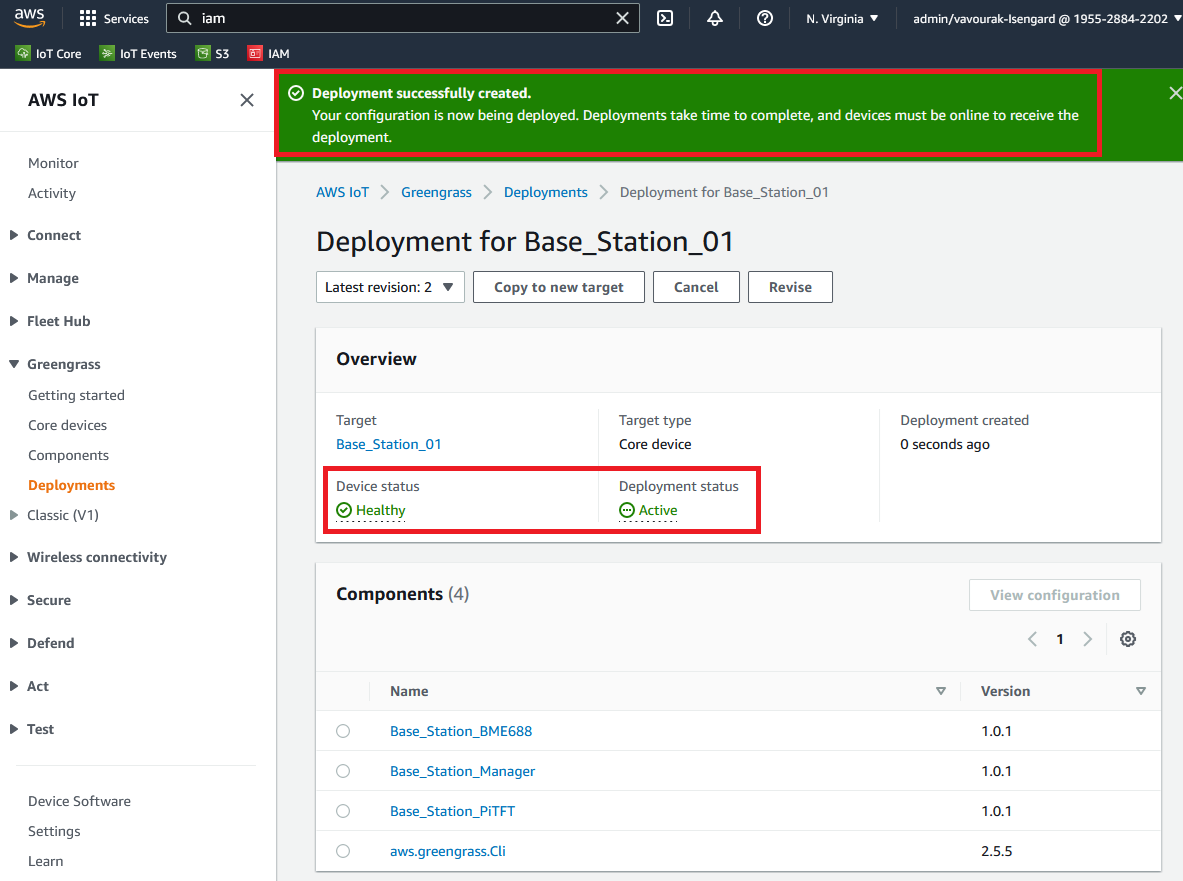 aws
Services
iam
N. Virginia
admin/vavourak-Isengard @ 1955-2884-2202
IoT Core
IoT Events
S3
IAM
AWS IoT
Monitor
Activity
Connect
Manage
Fleet Hub
Greengrass
Getting started
Core devices
Components
Deployments
Classic (V1)
Wireless connectivity
Secure
Defend
Act
Test
Device Software
Settings
Learn
Deployment successfully created.
Your configuration is now being deployed. Deployments take time to complete, and devices must be online to receive the
deployment.
AWS IoT
Greengrass
Deployments
Deployment for Base_Station_01
Deployment for Base_Station_01
Latest revision: 2
Copy to new target
Cancel
Revise
Overview
Target
Base_Station_01
Target type
Core device
Deployment created
0 seconds ago
Device status
Healthy
Deployment status
Active
Components (4)
View configuration
1
Name
Version
Base_Station_BME688
1.0.1
Base_Station_Manager
1.0.1
Base_Station_PiTFT
1.0.1
aws.greengrass.Cli
2.5.5